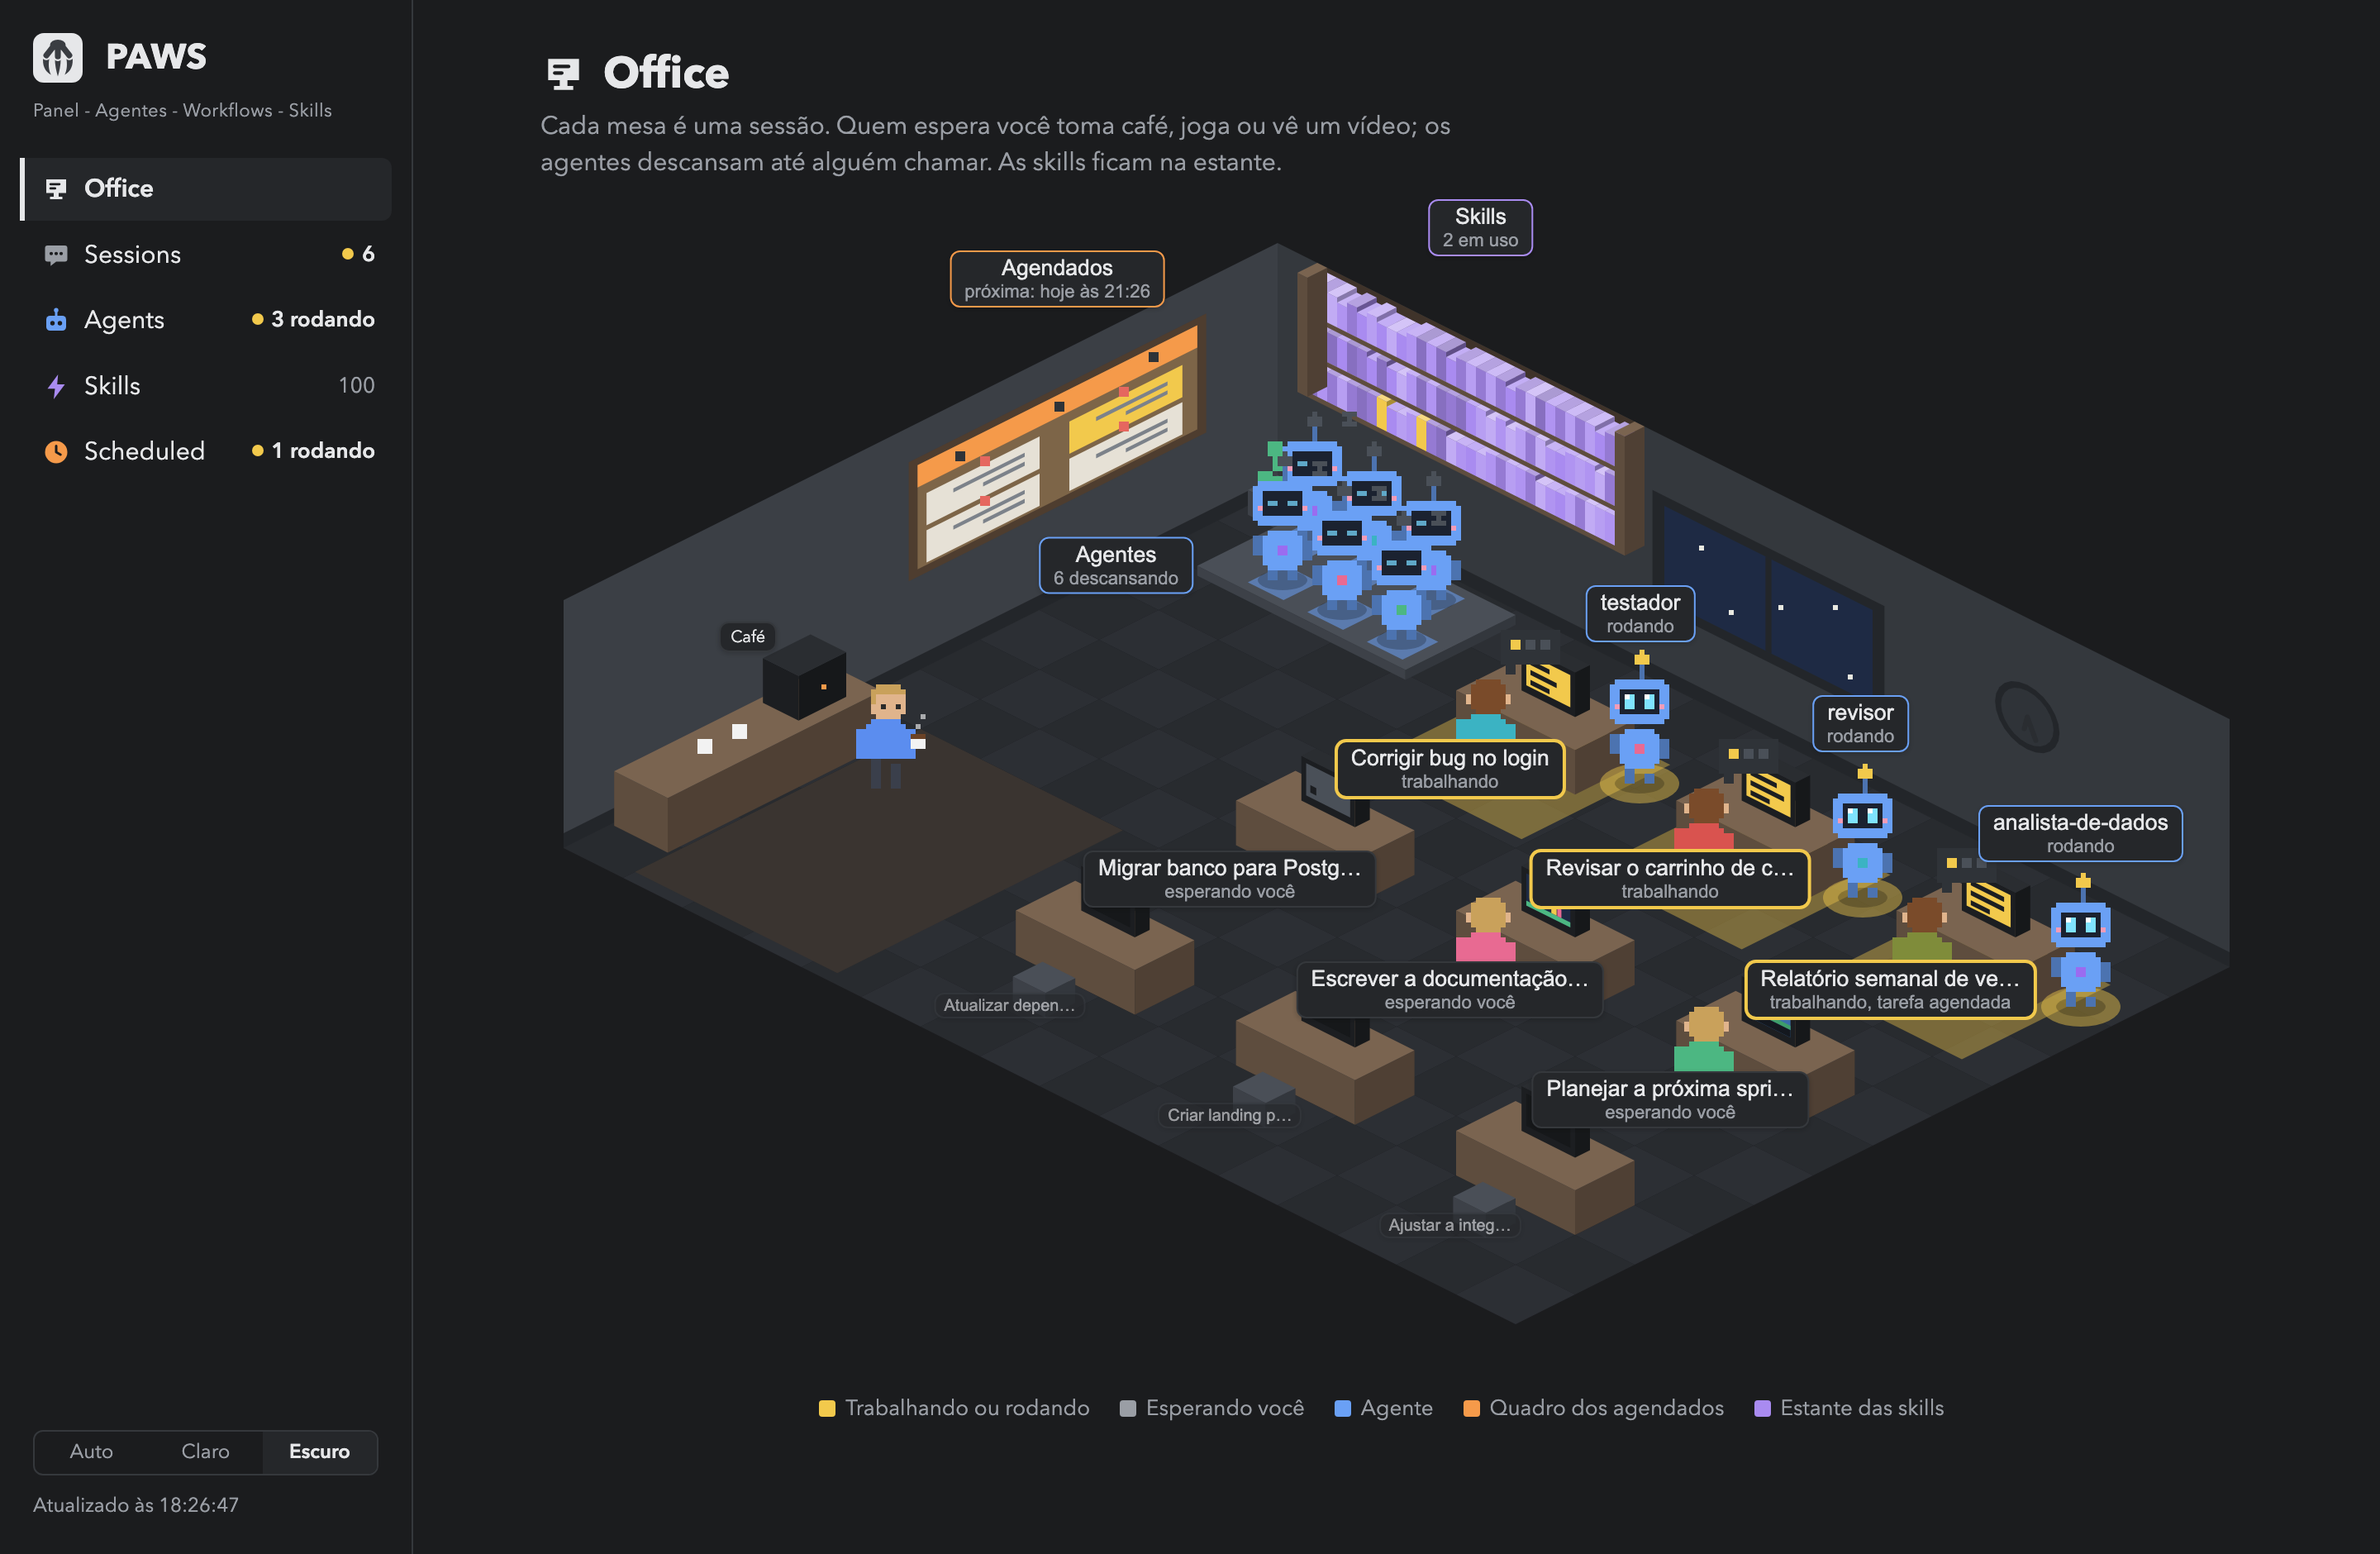 PAWS
Panel - Agentes - Workflows - Skills
Office
Sessions
6
Agents
3 rodando
Skills
100
Scheduled
1 rodando
Auto
Claro
Escuro
Atualizado às 18:26:47
Office
Cada mesa é uma sessão. Quem espera você toma café, joga ou vê um vídeo; os
agentes descansam até alguém chamar. As skills ficam na estante.
Skills
2 em uso
Agendados
próxima: hoje às 21:26
Agentes
6 descansando
testador
rodando
Café
revisor
rodando
Corrigir bug no login
trabalhando
analista-de-dados
rodando
Migrar banco para Postg…
esperando você
Revisar o carrinho de c…
trabalhando
Escrever a documentação…
esperando você
Relatório semanal de ve…
trabalhando, tarefa agendada
Atualizar depen…
Planejar a próxima spri…
esperando você
Criar landing p…
Ajustar a integ…
Trabalhando ou rodando
Esperando você
Agente
Quadro dos agendados
Estante das skills